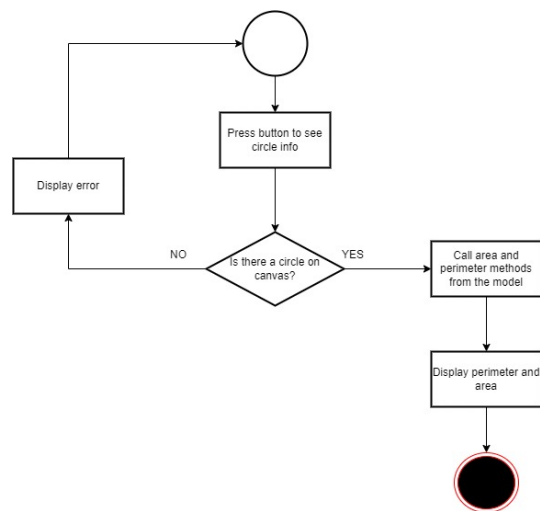 Press button to see
circle info
Display error
NO
Is there a circle on
canvas?
YES
Call area and
perimeter methods
from the model
Display perimeter and
area